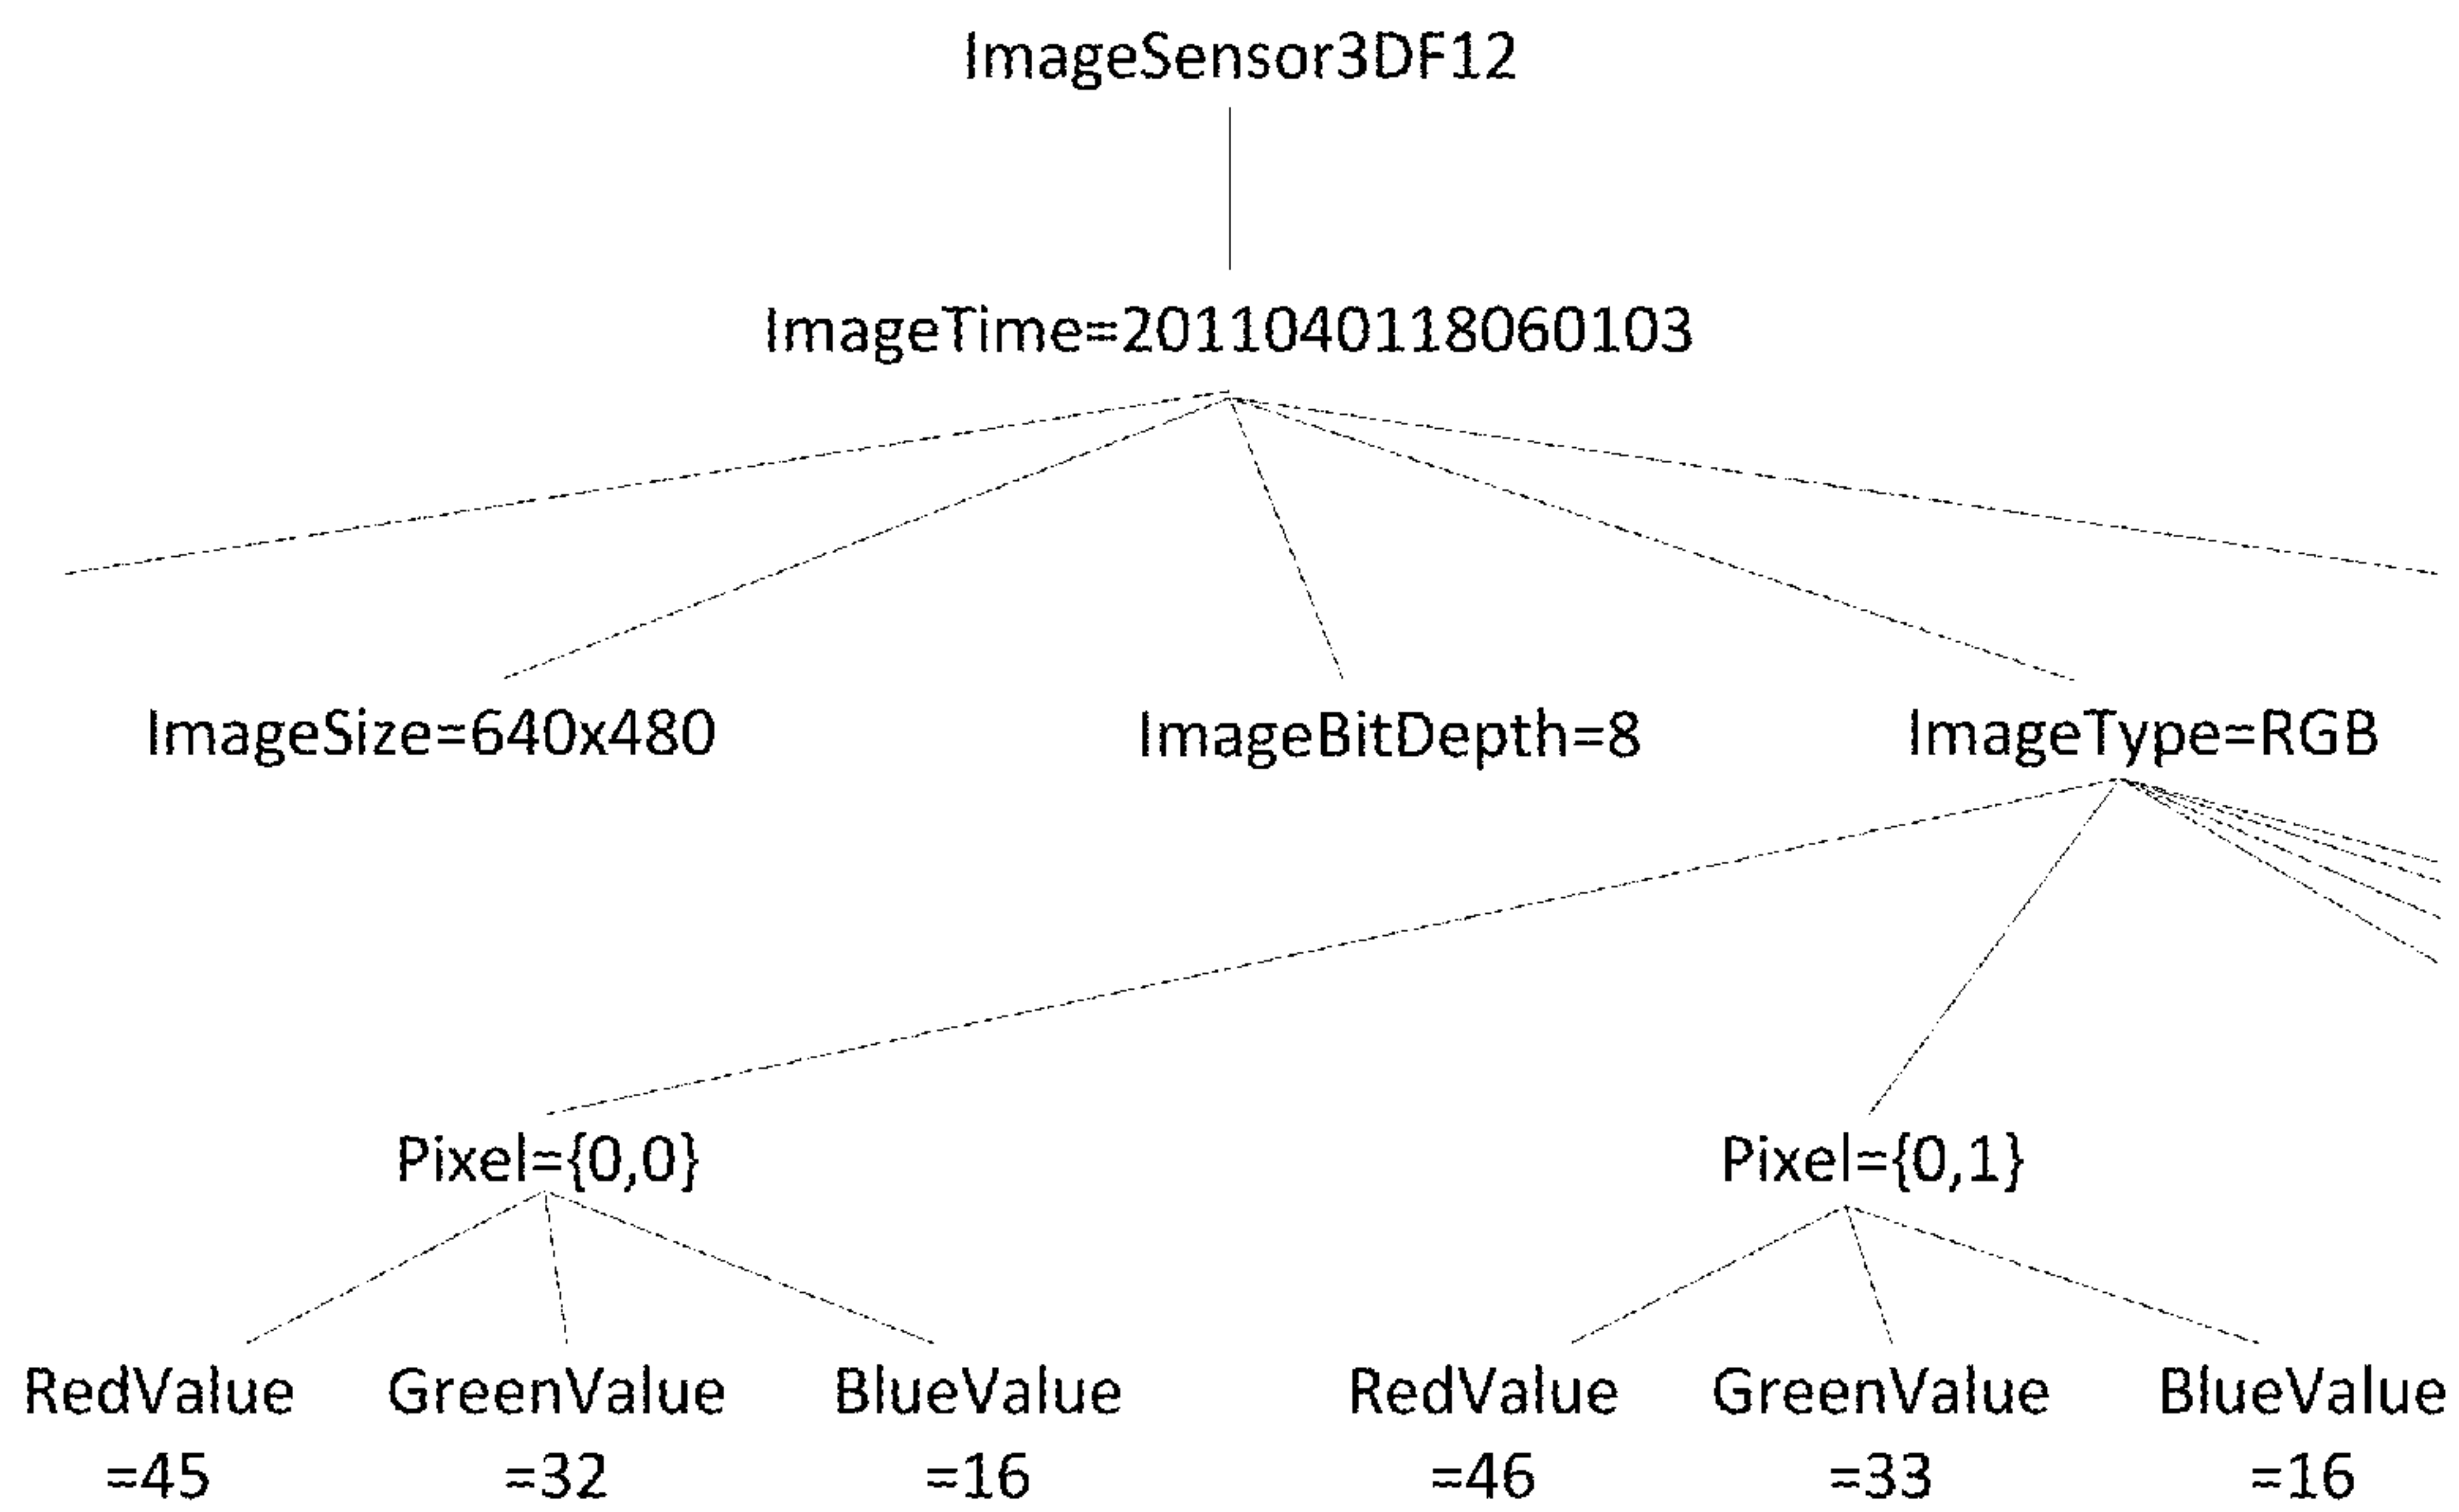 ImageSensor3DF12
ImageTime=2011040118060103
ImageSize=640x480 ImageBitDepth=8 ImageType=RGB
Pixel={0,0} Pixel={0,1}
RedValue GreenValue BlueValue RedValue GreenValue BlueValue
=45 =32 =16 =46 =33 =16